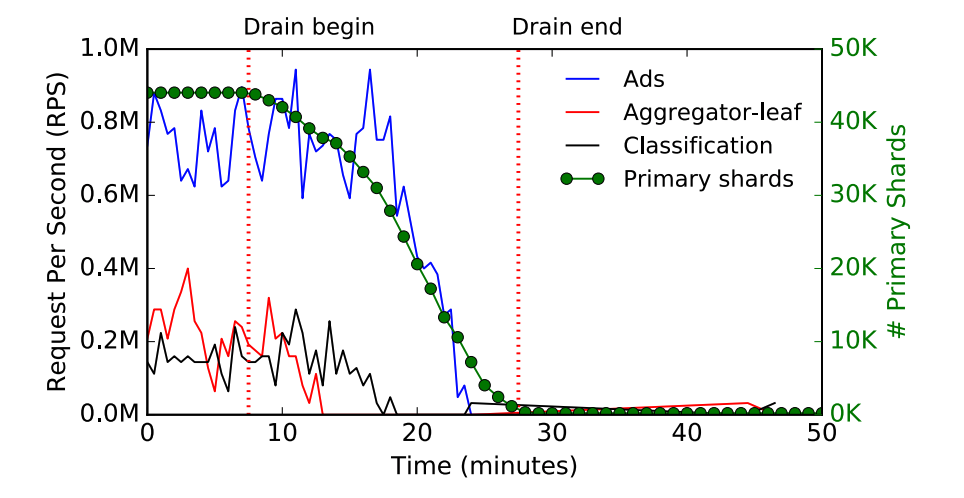 Drain begin Drain end
1.0M 50K
Ads
Aggregator-leaf
0.8M 40K
Classification
Primary shards
0.6M 30K
0.4M 20K
0.2M 10K
0.0M 0K
0 10 20 30 40 50
Time (minutes)
Request Per Second (RPS)
# Primary Shards